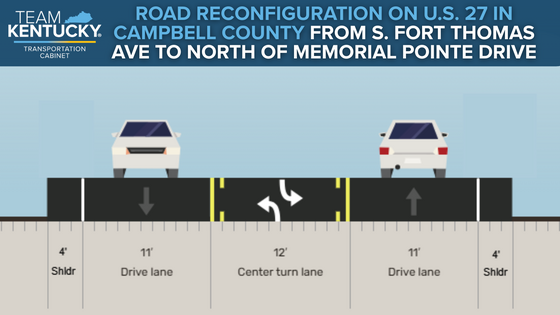 TEAM
KENTUCKY®
TRANSPORTATION
CABINET
ROAD RECONFIGURATION ON U.S. 27 IN
CAMPBELL COUNTY FROM S. FORT THOMAS
AVE TO NORTH OF MEMORIAL POINTE DRIVE
4' 11' 12' 11' 4'
Shldr Drive lane Center turn lane Drive lane Shldr